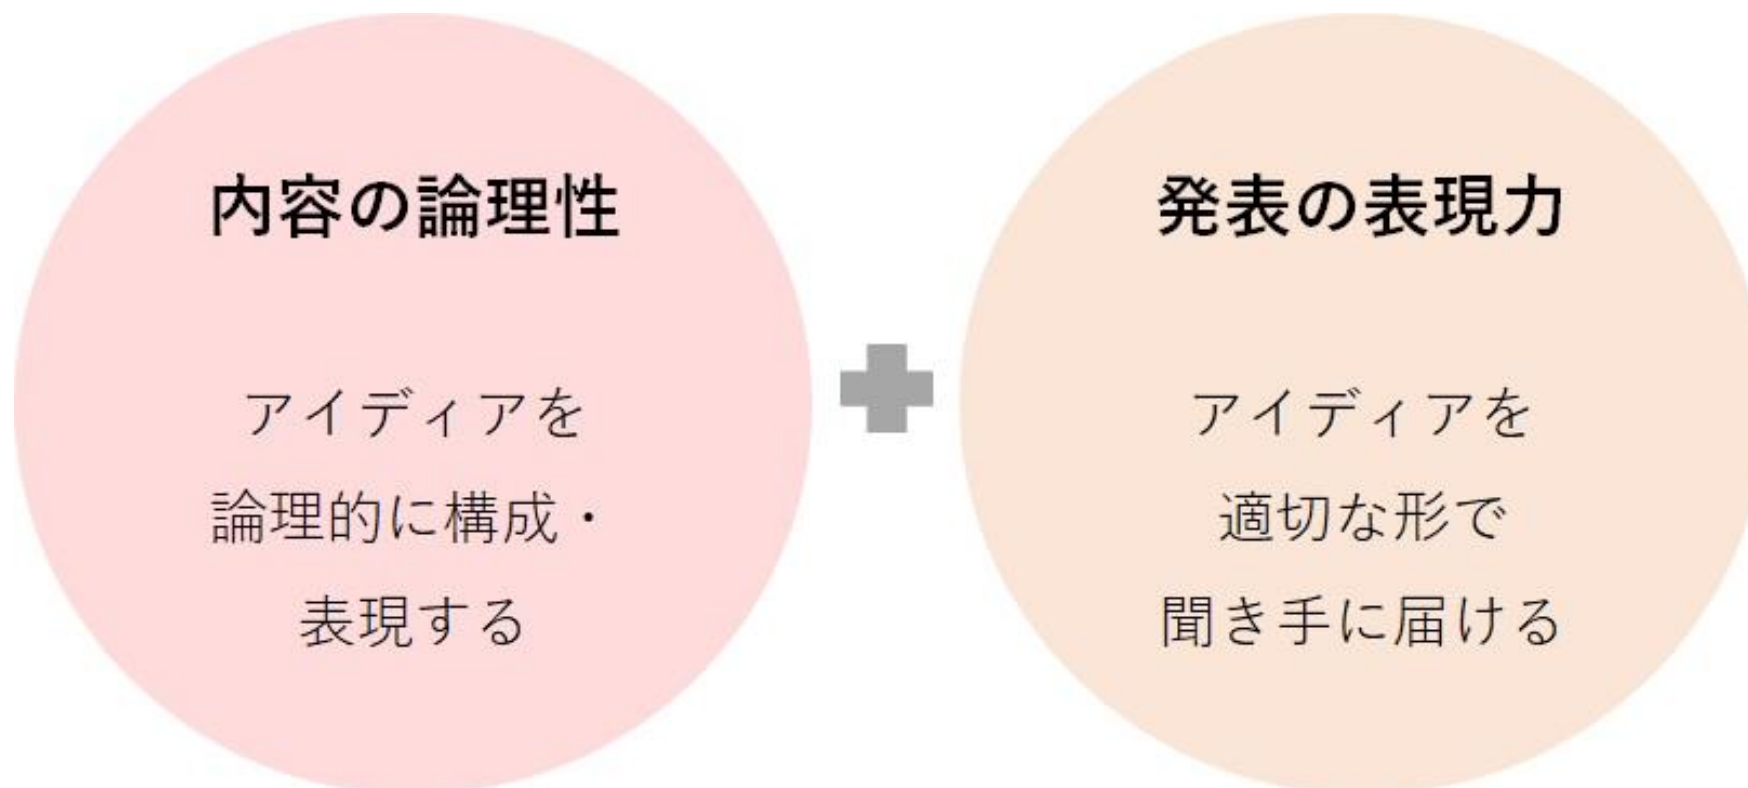 内容の論理性
アイディアを
論理的に構成・
表現する
発表の表現力
アイディアを
適切な形で
聞き手に届ける